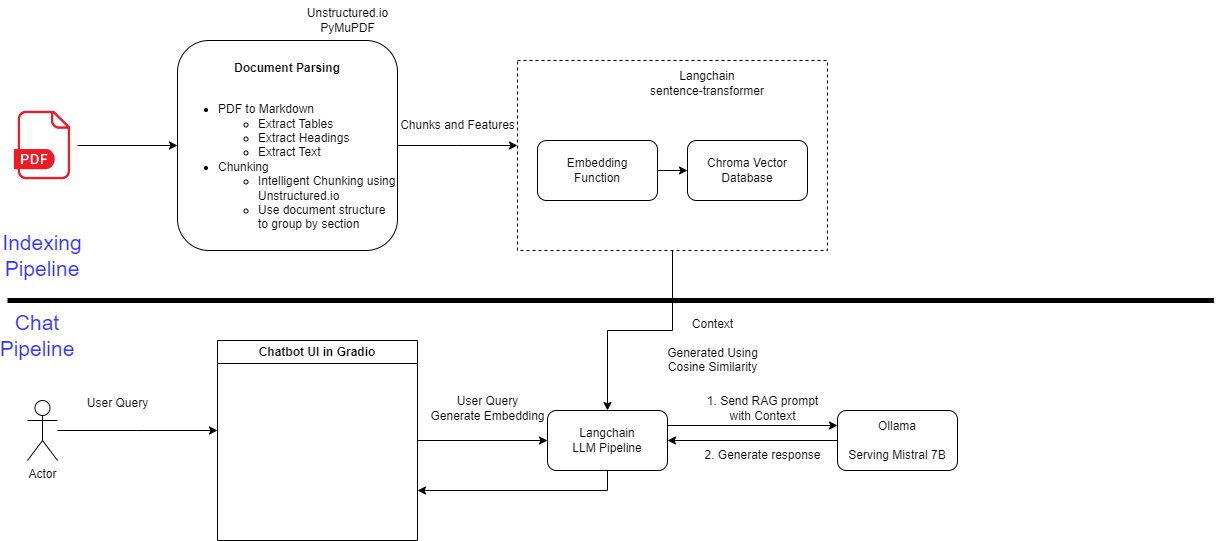 Unstructured.io
PyMuPDF
Document Parsing
PDF to Markdown
Extract Tables
Extract Headings
Extract Text
Chunking
Intelligent Chunking using
Unstructured.io
Use document structure
to group by section
PDF
Chunks and Features
Langchain
sentence-transformer
Embedding
Function
Chroma Vector
Database
Indexing
Pipeline
Chat
Pipeline
Context
Generated Using
Cosine Similarity
Chatbot UI in Gradio
User Query
Actor
User Query
Generate Embedding
Langchain
LLM Pipeline
1. Send RAG prompt
with Context
2. Generate response
Ollama
Serving Mistral 7B